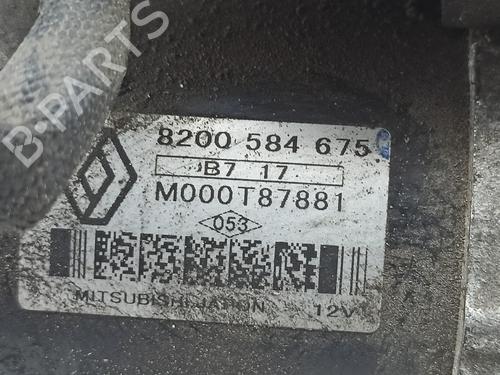 B-PARTS
8200 584 675
B7 17
M000T87881
053
MITSUBISHI JAPAN 12V